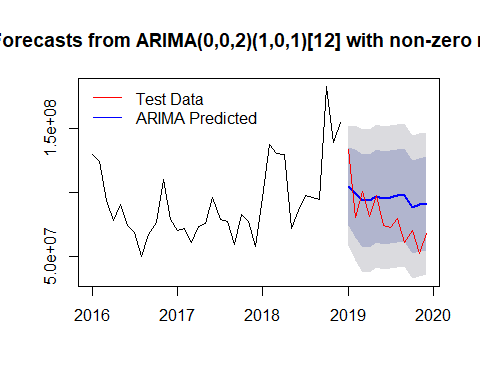 Forecasts from ARIMA(0,0,2)(1,0,1)[12] with non-zero
Test Data
ARIMA Predicted
1.5e+08
5.0e+07
2016 2017 2018 2019 2020